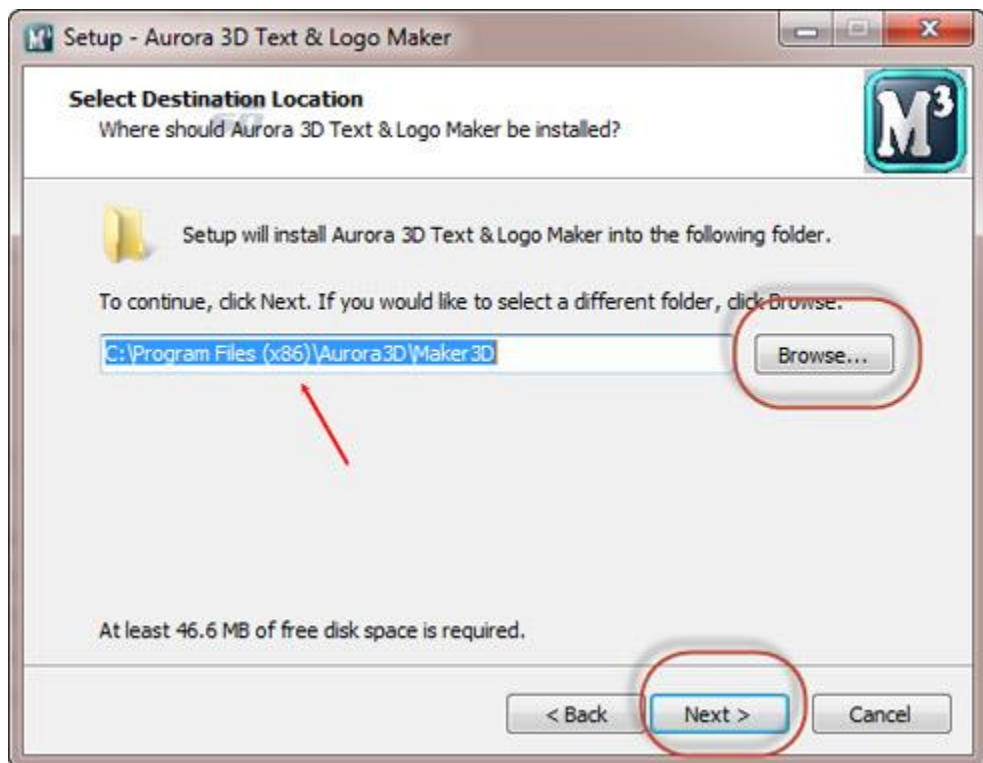 Setup - Aurora 3D Text & Logo Maker
Select Destination Location
Where should Aurora 3D Text & Logo Maker be installed?
M3
Setup will install Aurora 3D Text & Logo Maker into the following folder.
To continue, click Next. If you would like to select a different folder, click Browse.
C:\Program Files (x86)\Aurora3D\Maker3D
Browse...
At least 46.6 MB of free disk space is required.
< Back
Next >
Cancel